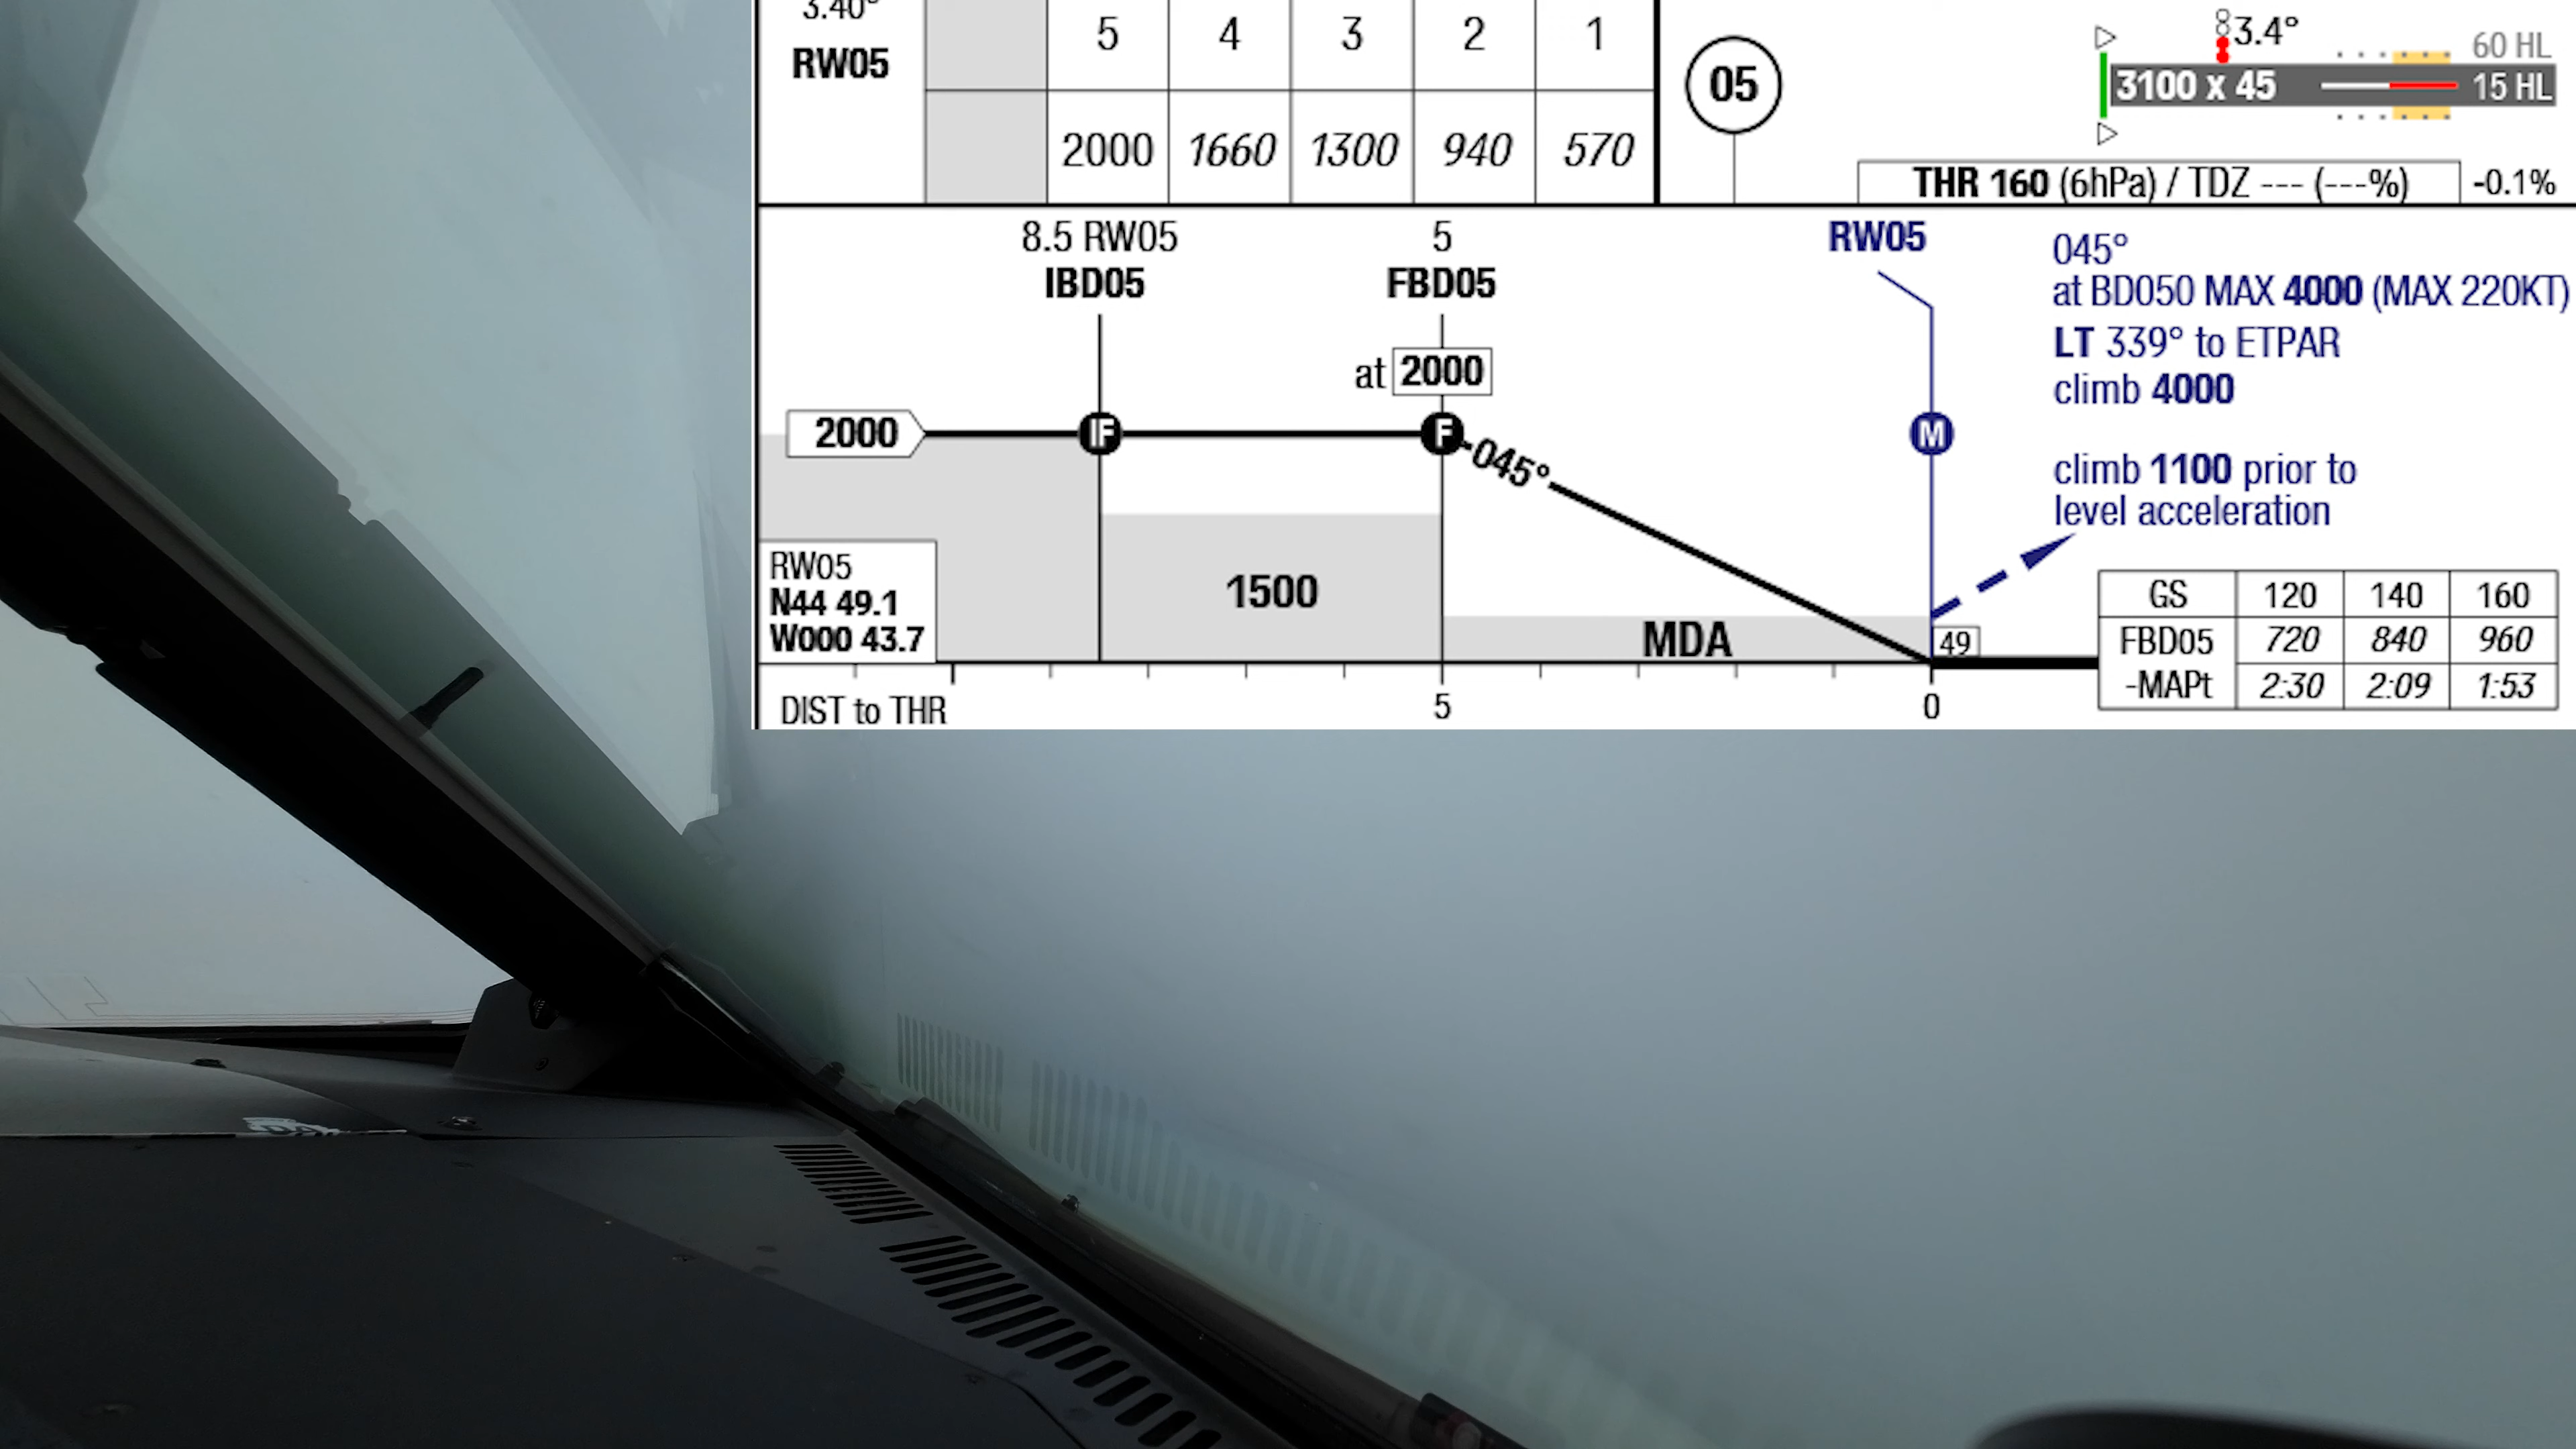 3.40°
RW05
5 4 3 2 1
2000 1660 1300 940 570
05
3.4°
60 HL
3100 x 45
15 HL
THR 160 (6hPa) / TDZ --- (---%)
-0.1%
8.5 RW05
IBD05
5
FBD05
RW05
045°
at BD050 MAX 4000 (MAX 220KT)
LT 339° to ETPAR
climb 4000
at 2000
2000
IF
F
045°
M
climb 1100 prior to
level acceleration
RW05
N44 49.1
W000 43.7
1500
MDA
49
GS 120 140 160
FBD05 720 840 960
-MAPt 2:30 2:09 1:53
DIST to THR
5
0